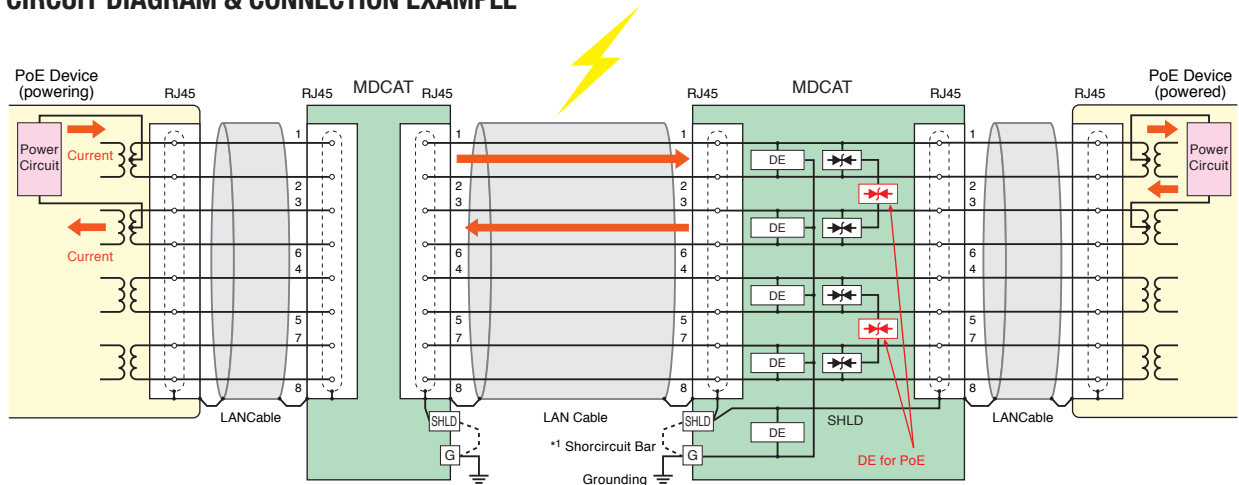 CIRCUIT DIAGRAM & CONNECTION EXAMPLE
PoE Device
(powering)
RJ45
RJ45
MDCAT
RJ45
RJ45
MDCAT
RJ45
RJ45
PoE Device
(powered)
Power
Circuit
Current
Current
1
2
3
6
4
5
7
8
1
2
3
6
4
5
7
8
1
2
3
6
4
5
7
8
DE
DE
DE
DE
DE
1
2
3
6
4
5
7
8
Power
Circuit
LANCable
SHLD
G
LAN Cable
*1 Shorcircuit Bar
Grounding
SHLD
G
SHLD
DE for PoE
LANCable